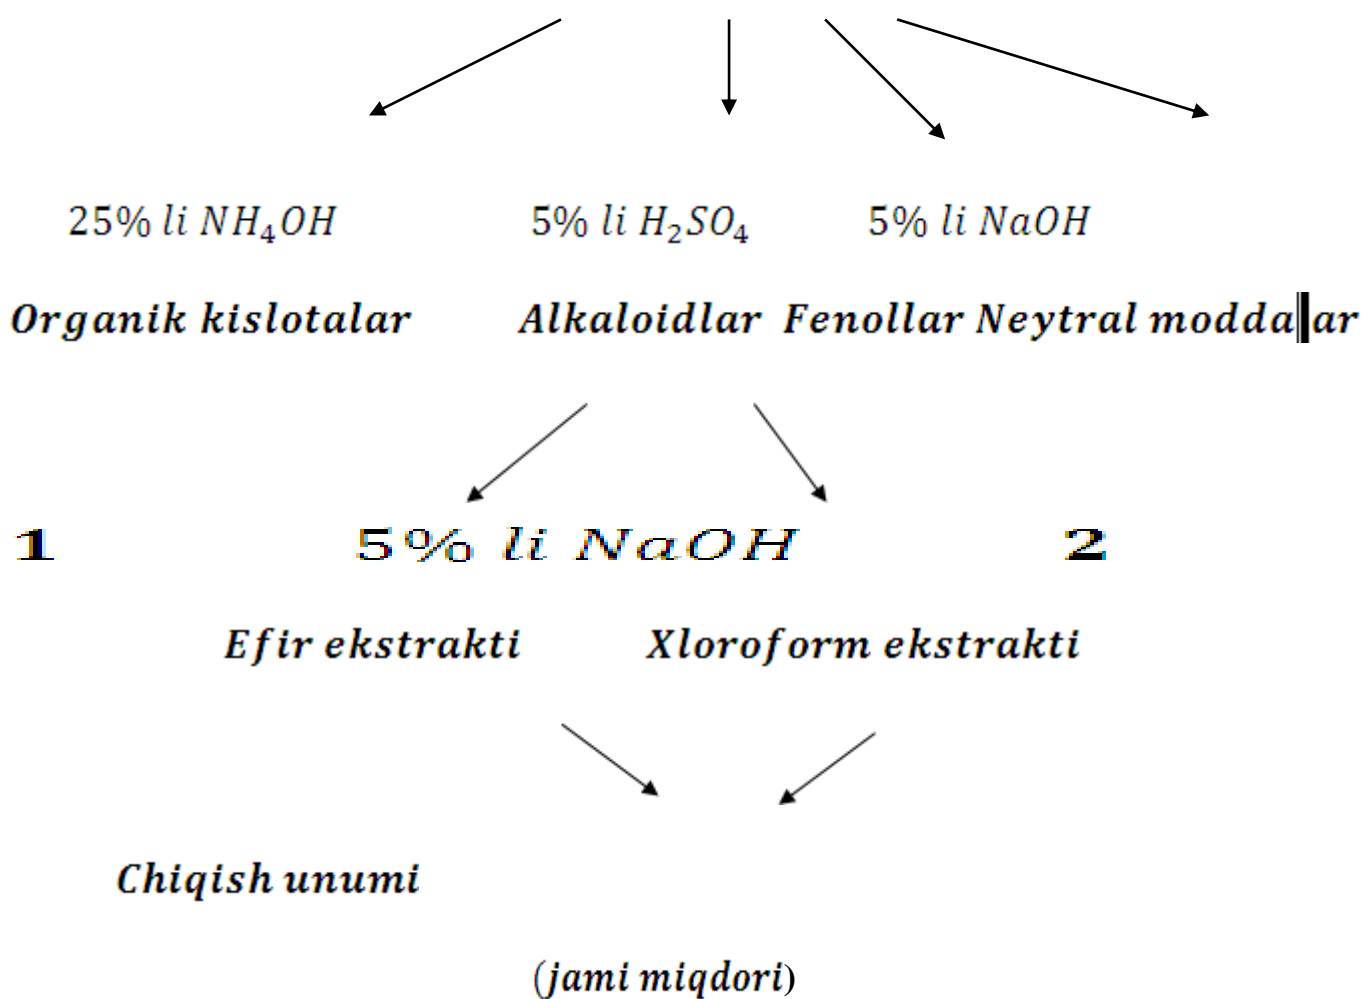 25% li NH₄OH 5% li H₂SO₄ 5% li NaOH
Organik kislotalar Alkaloidlar Fenollar Neytral moddalar
1 5% li NaOH 2
Efir ekstrakti Xloroform ekstrakti
Chiqish unumi
(jami miqdori)